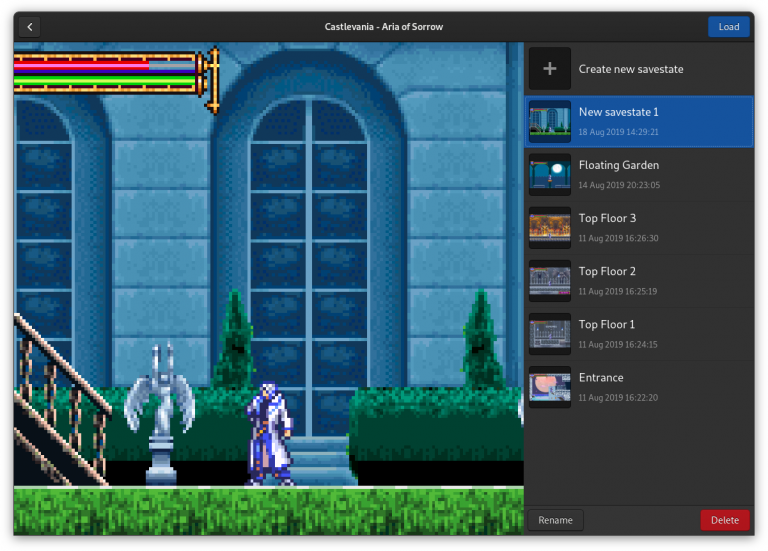 Castlevania - Aria of Sorrow
Load
Create new savestate
New savestate 1
18 Aug 2019 14:29:21
Floating Garden
14 Aug 2019 20:23:05
Top Floor 3
11 Aug 2019 16:26:30
Top Floor 2
11 Aug 2019 16:25:19
Top Floor 1
11 Aug 2019 16:24:15
Entrance
11 Aug 2019 16:22:20
Rename
Delete